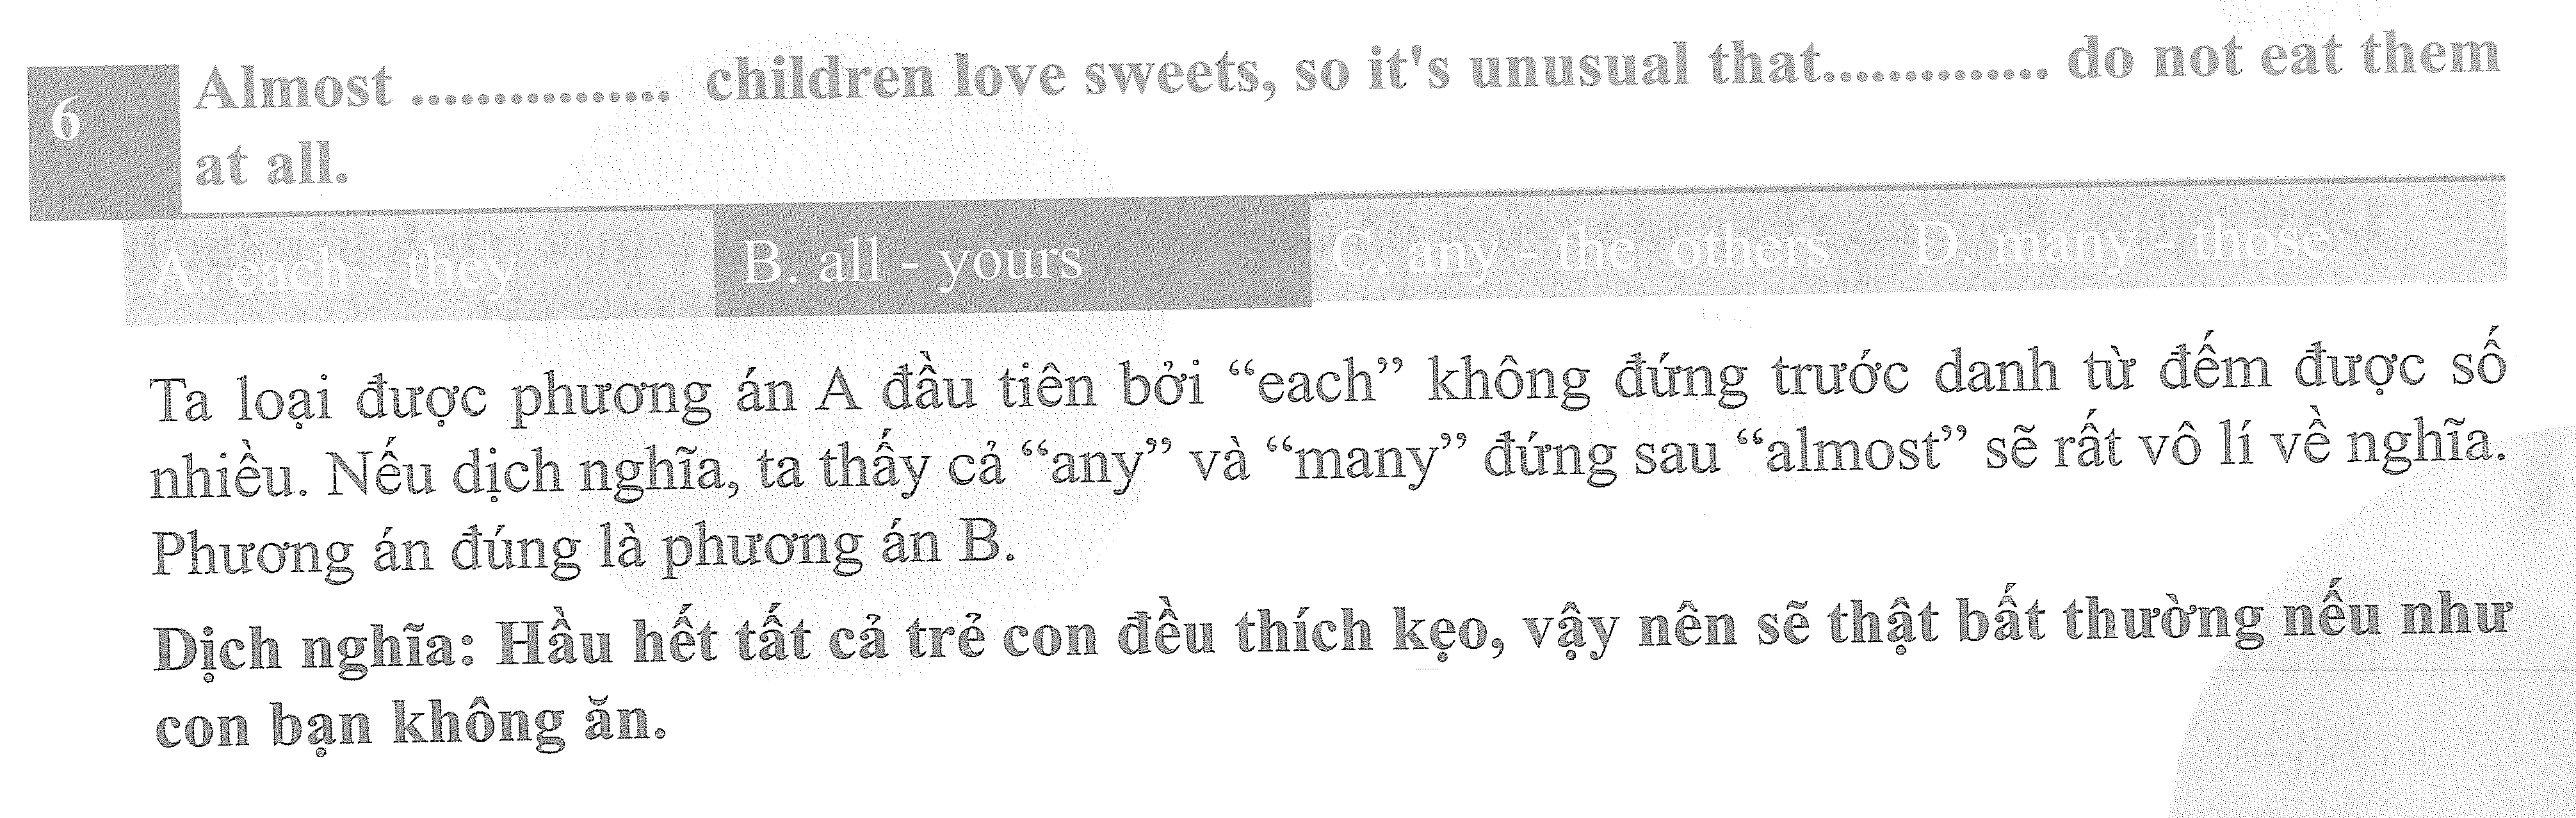 6
Almost ............... children love sweets, so it's unusual that.............. do not eat them
at all.
A. each - they B. all - yours C. any - the others D. many - those
Ta loại được phương án A đầu tiên bởi “each” không đứng trước danh từ đếm được số
nhiều. Nếu dịch nghĩa, ta thấy cả “any” và “many” đứng sau “almost” sẽ rất vô lí về nghĩa.
Phương án đúng là phương án B.
Dịch nghĩa: Hầu hết tất cả trẻ con đều thích kẹo, vậy nên sẽ thật bất thường nếu như
con bạn không ăn.